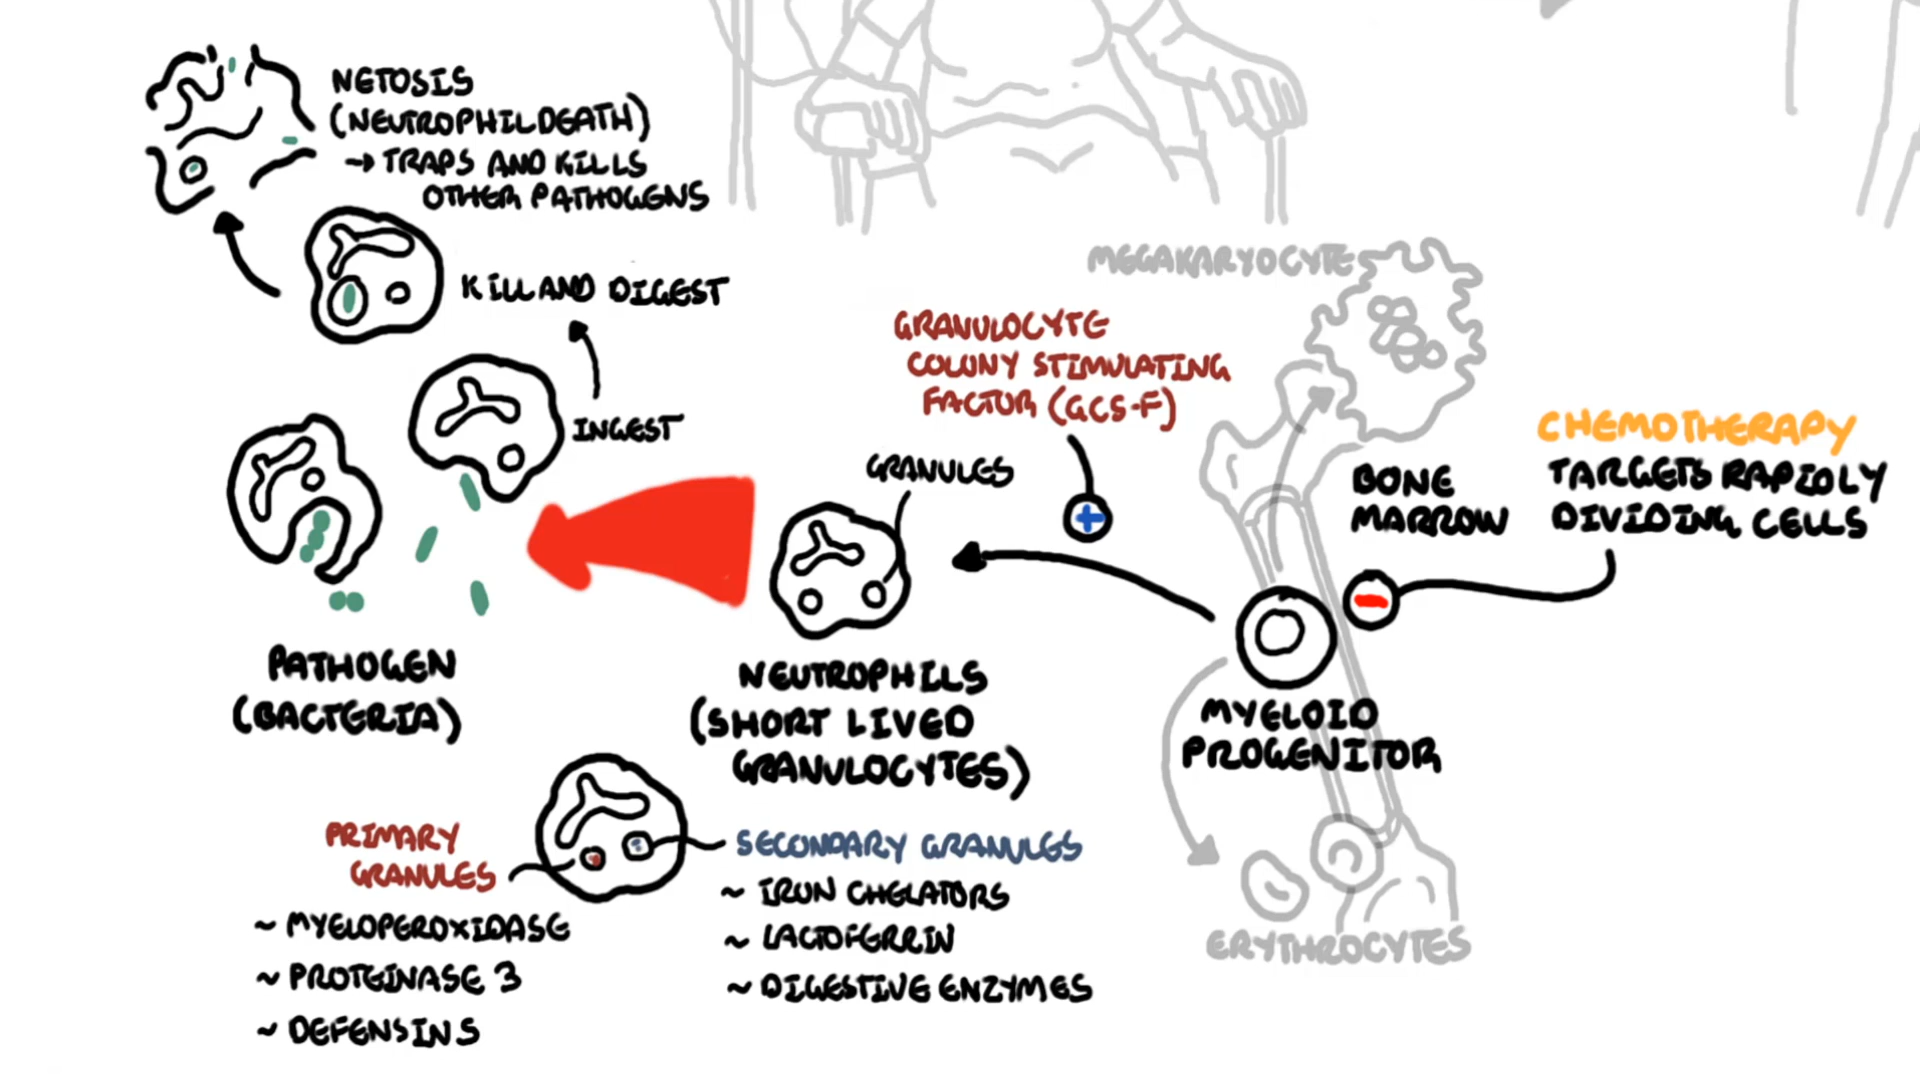 NETOSIS
(NEUTROPHIL DEATH)
→ TRAPS AND KILLS
OTHER PATHOGENS
KILL AND DIGEST
INGEST
PATHOGEN
(BACTERIA)
MEGAKARYOCYTE
GRANULOCYTE
COLONY STIMULATING
FACTOR (GCS-F)
GRANULES
NEUTROPHILS
(SHORT LIVED
GRANULOCYTES)
CHEMOTHERAPY
TARGETS RAPIDLY
DIVIDING CELLS
BONE
MARROW
MYELOID
PROGENITOR
ERYTHROCYTES
PRIMARY
GRANULES
~ MYELOPEROXIDASE
~ PROTEINASE 3
~ DEFENSINS
SECONDARY GRANULES
~ IRON CHELATORS
~ LACTOFERRIN
~ DIGESTIVE ENZYMES